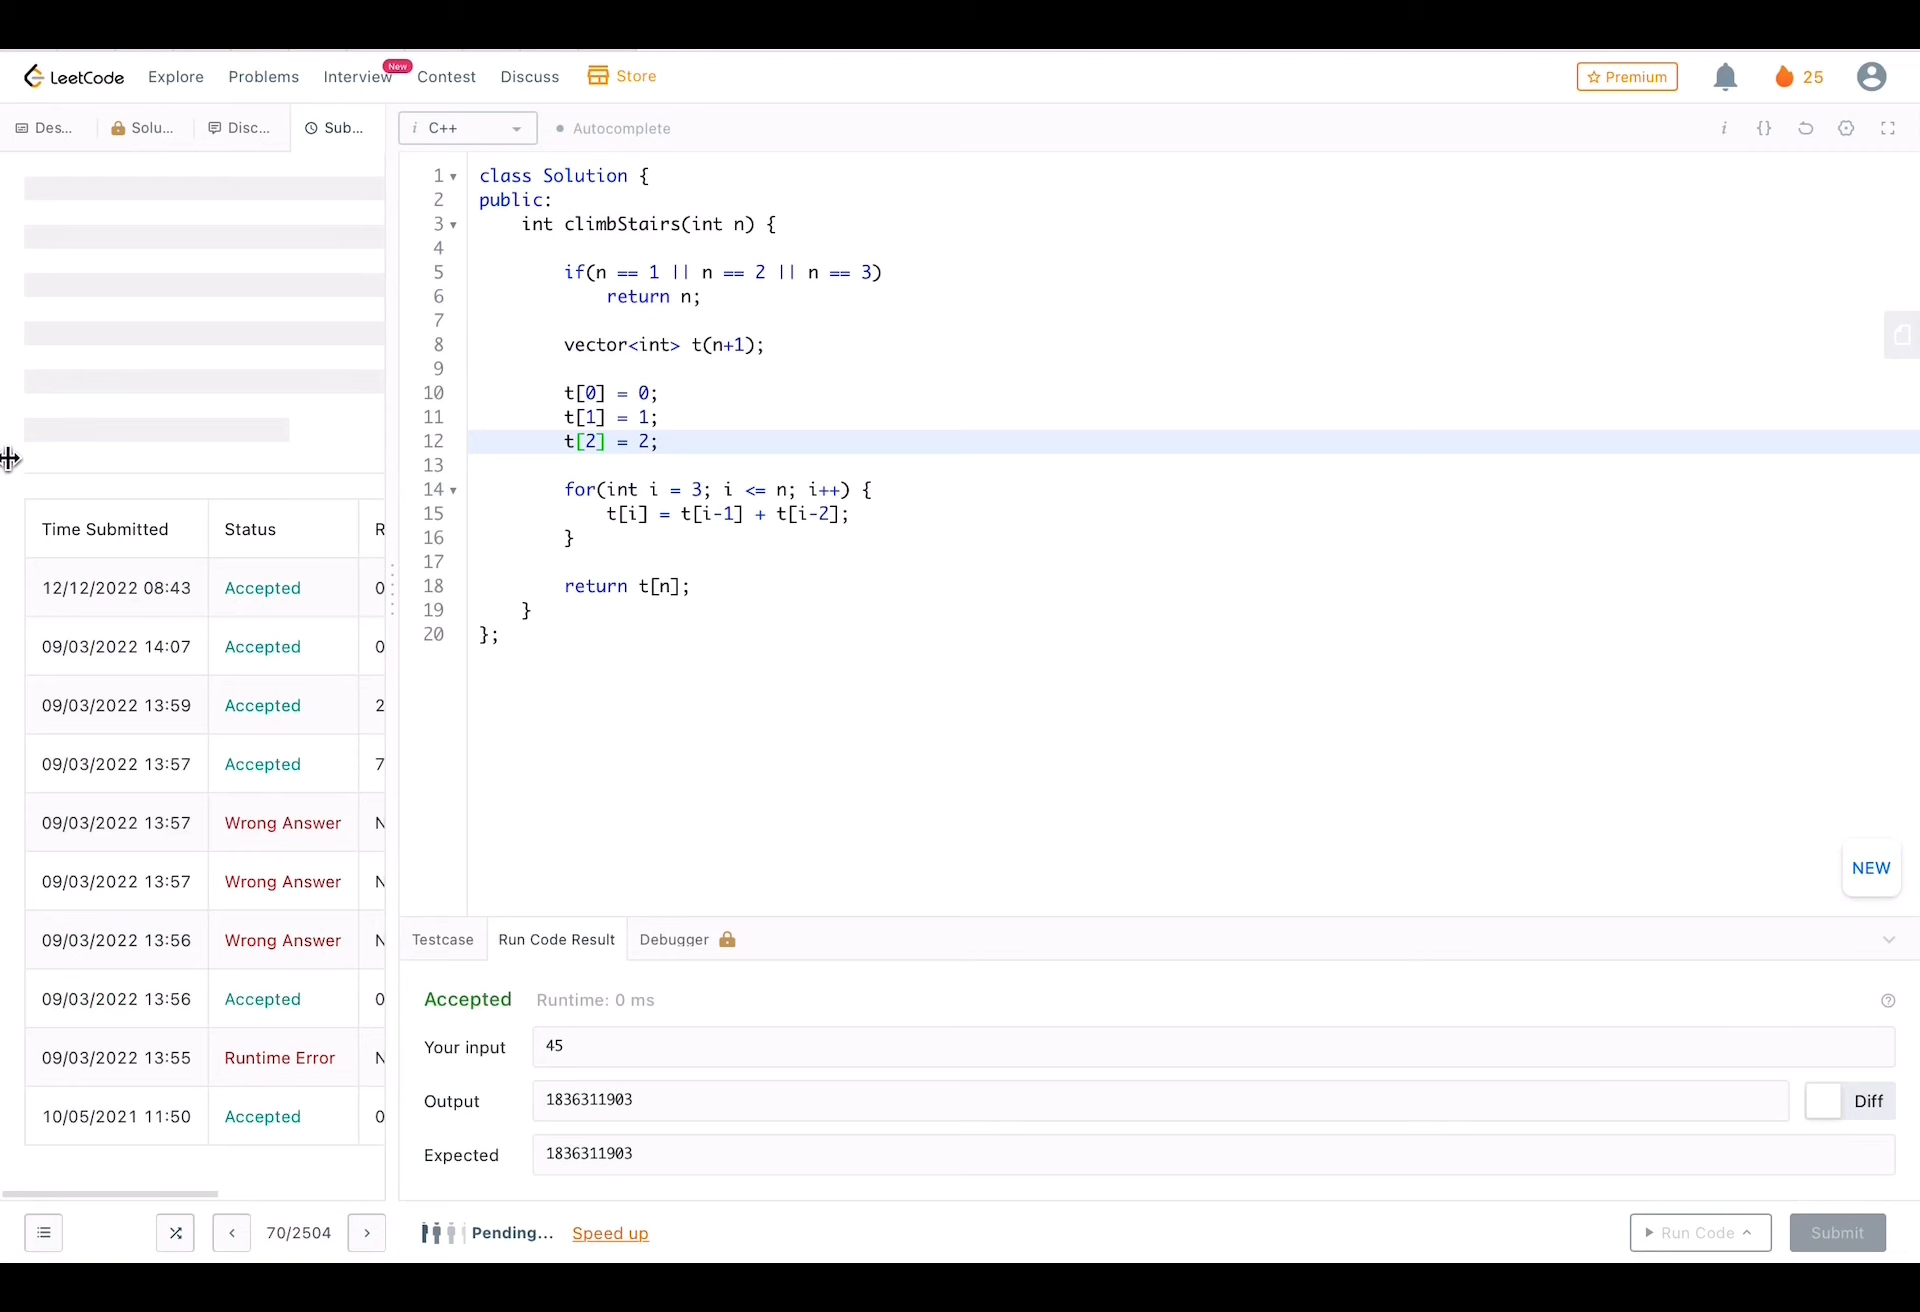 LeetCode Explore Problems Interview New Contest Discuss Store Premium 25
Des... Solu... Disc... Sub...
i C++ Autocomplete i {}
1 class Solution {
2 public:
3     int climbStairs(int n) {
4
5         if(n == 1 || n == 2 || n == 3)
6             return n;
7
8         vector<int> t(n+1);
9
10         t[0] = 0;
11         t[1] = 1;
12         t[2] = 2;
13
14         for(int i = 3; i <= n; i++) {
15             t[i] = t[i-1] + t[i-2];
16         }
17
18         return t[n];
19     }
20 };
Time Submitted Status R
12/12/2022 08:43 Accepted 0
09/03/2022 14:07 Accepted 0
09/03/2022 13:59 Accepted 2
09/03/2022 13:57 Accepted 7
09/03/2022 13:57 Wrong Answer N
09/03/2022 13:57 Wrong Answer N
09/03/2022 13:56 Wrong Answer N
09/03/2022 13:56 Accepted 0
09/03/2022 13:55 Runtime Error N
10/05/2021 11:50 Accepted 0
NEW
Testcase Run Code Result Debugger
Accepted Runtime: 0 ms
Your input 45
Output 1836311903 Diff
Expected 1836311903
70/2504 Pending... Speed up Run Code Submit